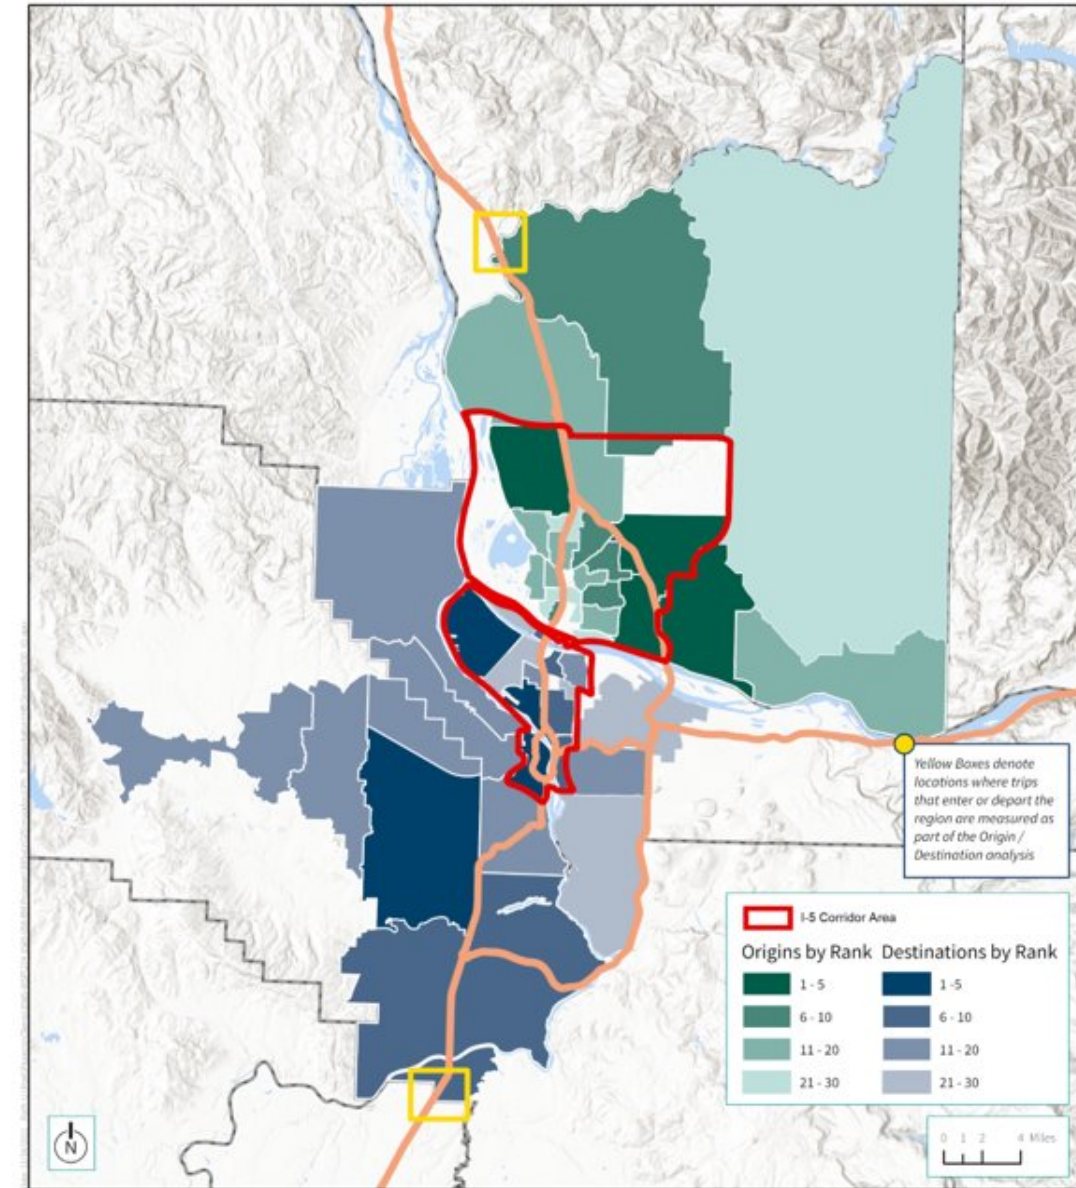 Yellow Boxes denote
locations where trips
that enter or depart the
region are measured as
part of the Origin /
Destination analysis
I-5 Corridor Area
Origins by Rank Destinations by Rank
1 - 5 1 -5
6 - 10 6 - 10
11 - 20 11 - 20
21 - 30 21 - 30
N
0 1 2 4 Miles